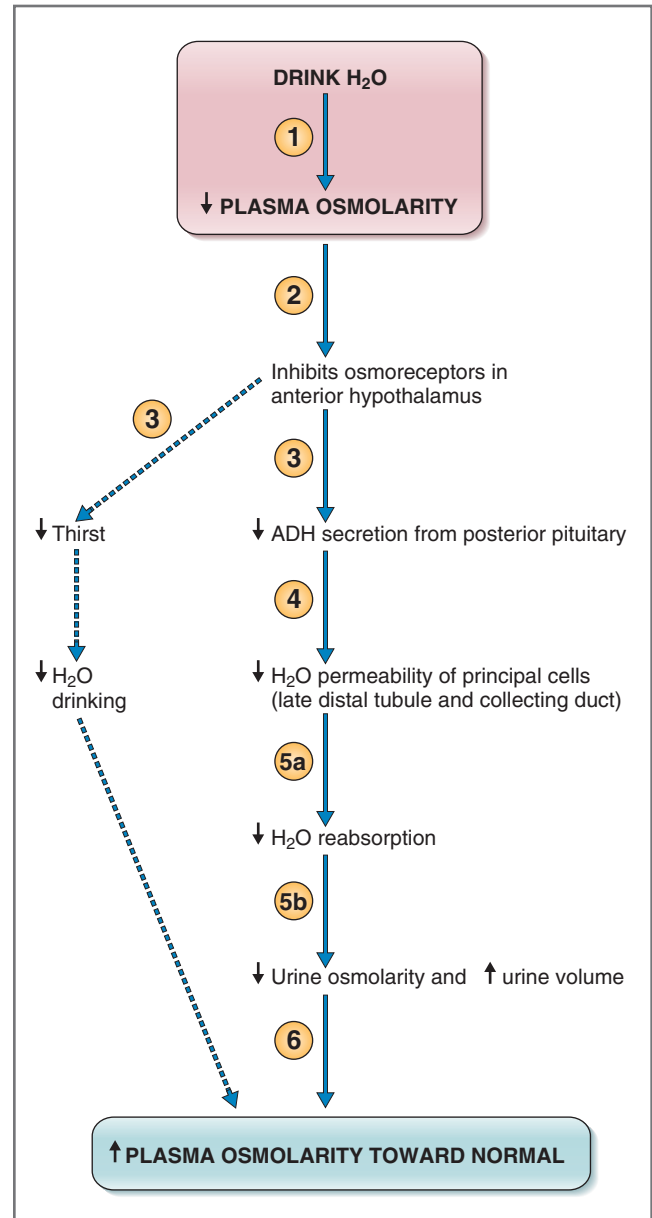 DRINK H₂O
1
↓ PLASMA OSMOLARITY
2
Inhibits osmoreceptors in
anterior hypothalamus
3
3
↓ Thirst
↓ ADH secretion from posterior pituitary
4
↓ H₂O
drinking
↓ H₂O permeability of principal cells
(late distal tubule and collecting duct)
5a
↓ H₂O reabsorption
5b
↓ Urine osmolarity and ↑ urine volume
6
↑ PLASMA OSMOLARITY TOWARD NORMAL